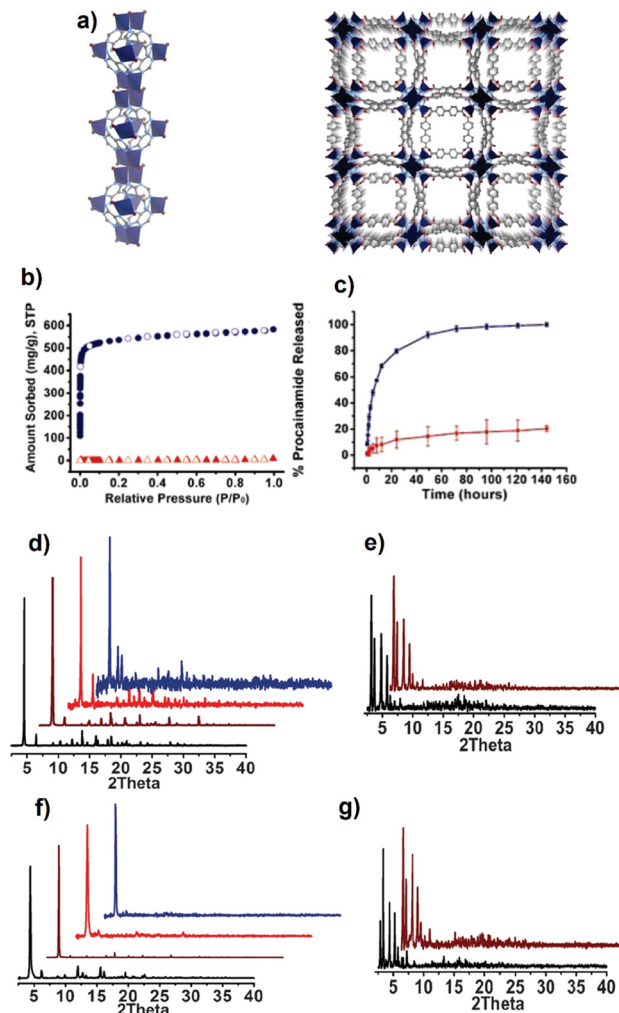 a)
b)
c)
Amount Sorbed (mg/g), STP
600
500
400
300
200
100
0
0.0 0.2 0.4 0.6 0.8 1.0
Relative Pressure (P/P₀)
% Procainamide Released
100
80
60
40
20
0
0 20 40 60 80 100 120 140 160
Time (hours)
d)
5 10 15 20 25 30 35 40
2Theta
e)
5 10 15 20 25 30 35 40
2Theta
f)
5 10 15 20 25 30 35 40
2Theta
g)
5 10 15 20 25 30 35 40
2Theta